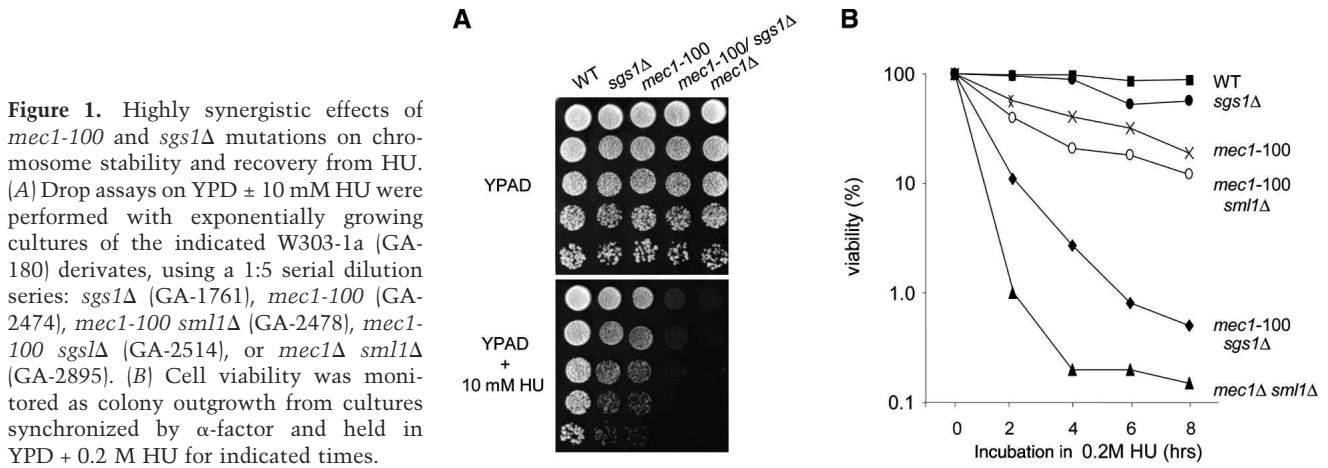 Figure 1. Highly synergistic effects of
mec1-100 and sgs1Δ mutations on chro-
mosome stability and recovery from HU.
(A) Drop assays on YPD ± 10 mM HU were
performed with exponentially growing
cultures of the indicated W303-1a (GA-
180) derivates, using a 1:5 serial dilution
series: sgs1Δ (GA-1761), mec1-100 (GA-
2474), mec1-100 sml1Δ (GA-2478), mec1-
100 sgslΔ (GA-2514), or mec1Δ sml1Δ
(GA-2895). (B) Cell viability was moni-
tored as colony outgrowth from cultures
synchronized by α-factor and held in
YPD + 0.2 M HU for indicated times.
A
WT
sgs1Δ
mec1-100
mec1-100/ sgs1Δ
mec1Δ
YPAD
YPAD
+
10 mM HU
B
viability (%)
100
10
1.0
0.1
0 2 4 6 8
Incubation in 0.2M HU (hrs)
WT
sgs1Δ
mec1-100
mec1-100
sml1Δ
mec1-100
sgs1Δ
mec1Δ sml1Δ